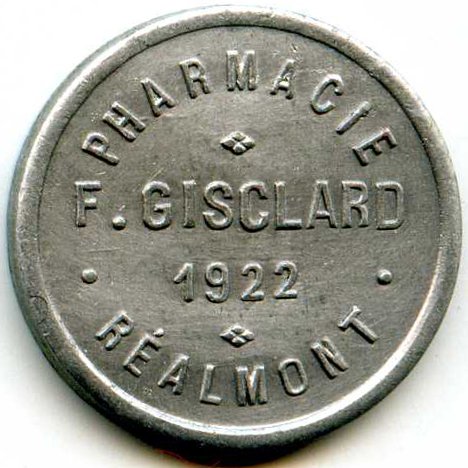 PHARMACIE
F. GISCLARD
1922
RÉALMONT